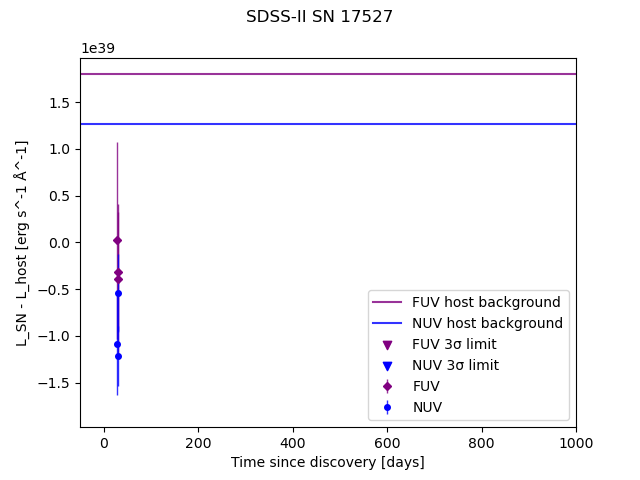 SDSS-II SN 17527
1e39
1.5
1.0
0.5
0.0
−0.5
−1.0
−1.5
L_SN - L_host [erg s^-1 Å^-1]
FUV host background
NUV host background
FUV 3σ limit
NUV 3σ limit
FUV
NUV
0 200 400 600 800 1000
Time since discovery [days]